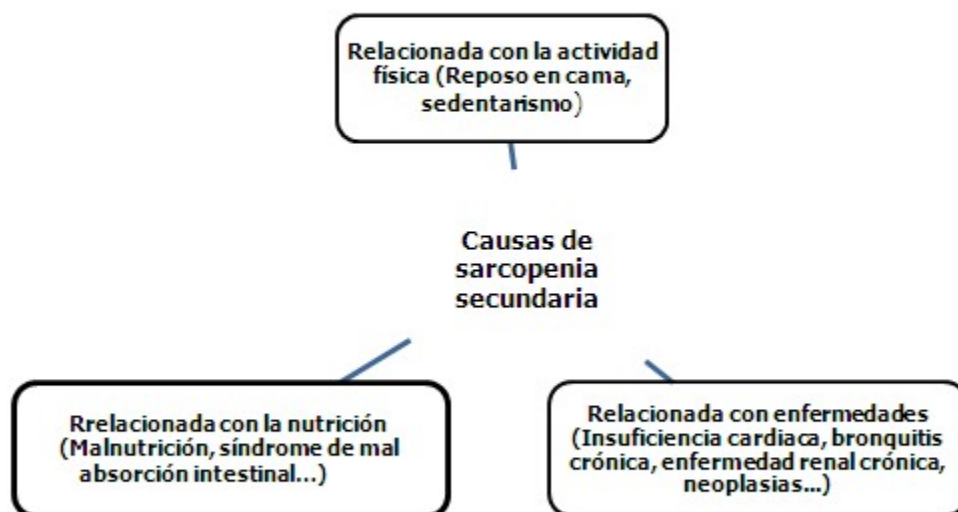 Relacionada con la actividad
física (Reposo en cama,
sedentarismo)
Causas de
sarcopenia
secundaria
Rrelacionada con la nutrición
(Malnutrición, síndrome de mal
absorción intestinal...)
Relacionada con enfermedades
(Insuficiencia cardiaca, bronquitis
crónica, enfermedad renal crónica,
neoplasias...)